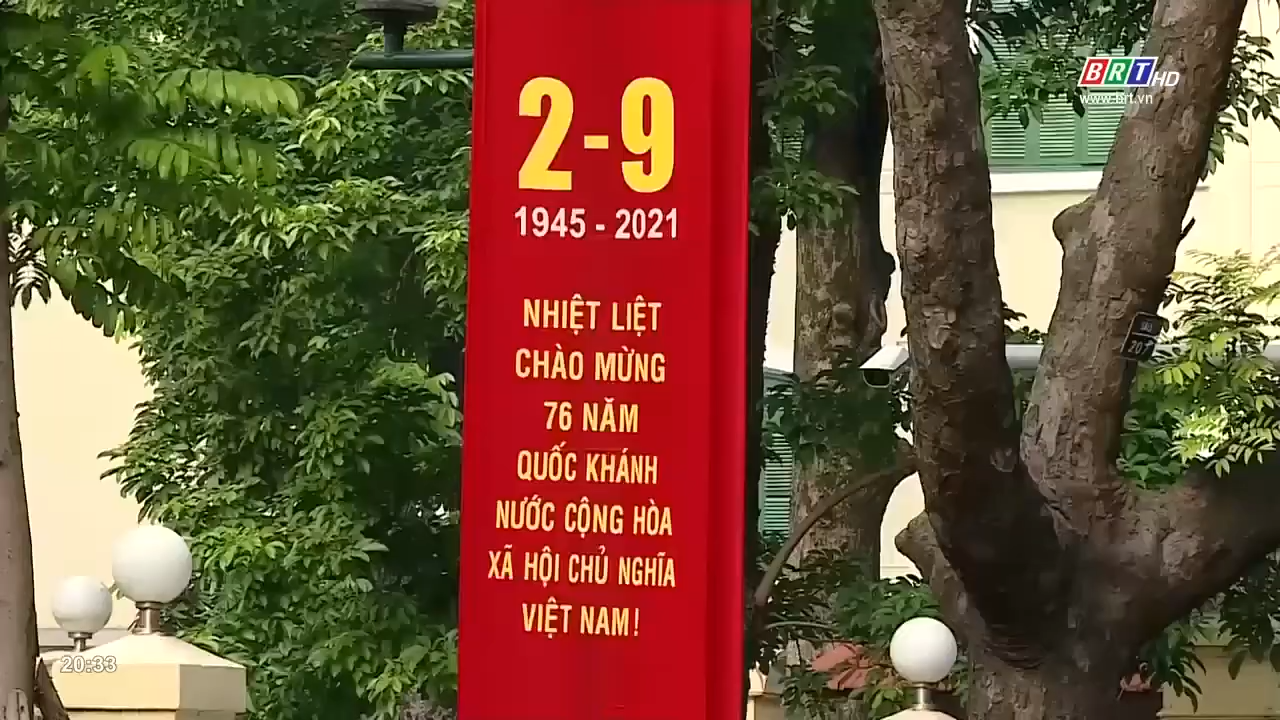 BRT HD
www.brt.vn
2-9
1945 - 2021
NHIỆT LIỆT
CHÀO MỪNG
76 NĂM
QUỐC KHÁNH
NƯỚC CỘNG HÒA
XÃ HỘI CHỦ NGHĨA
VIỆT NAM!
207
20:33